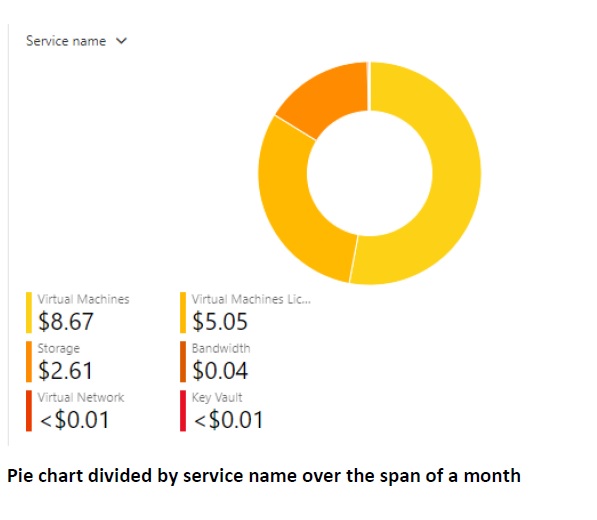 Service name
Virtual Machines
$8.67
Virtual Machines Lic...
$5.05
Storage
$2.61
Bandwidth
$0.04
Virtual Network
<$0.01
Key Vault
<$0.01
Pie chart divided by service name over the span of a month